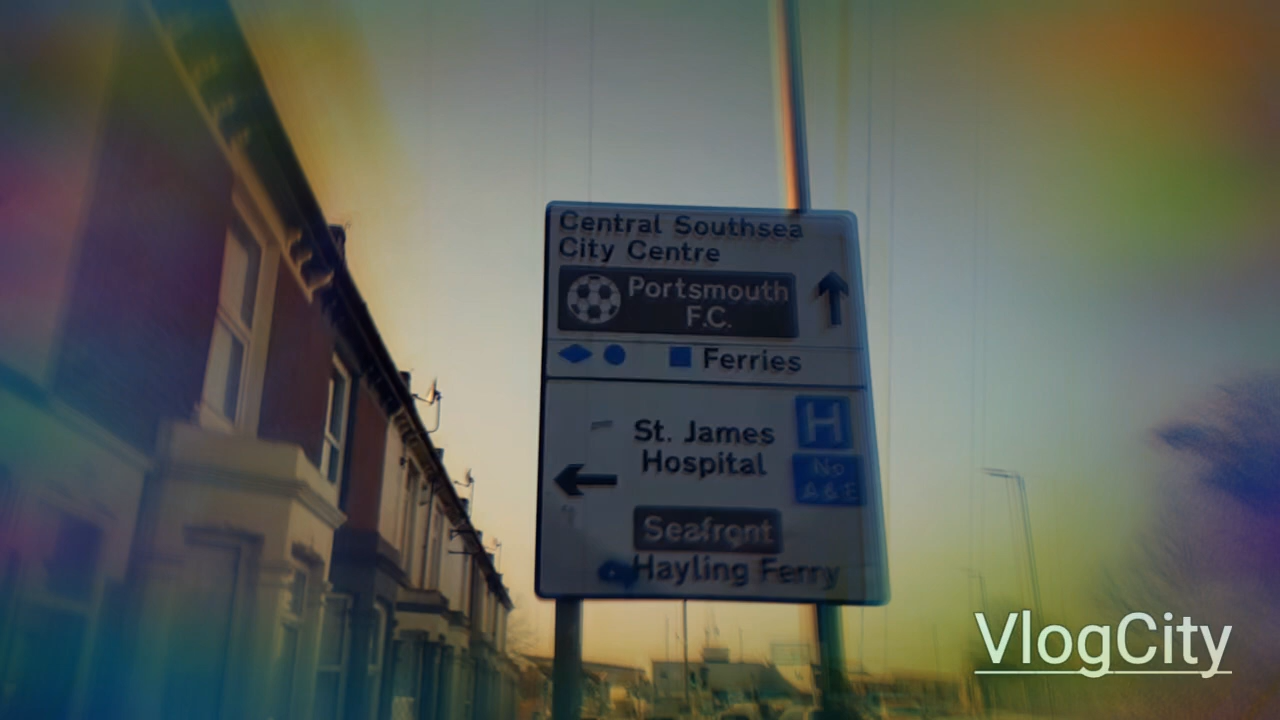 Central Southsea
City Centre
Portsmouth
F.C.
Ferries
St. James
Hospital
H
No
A&E
Seafront
Hayling Ferry
VlogCity